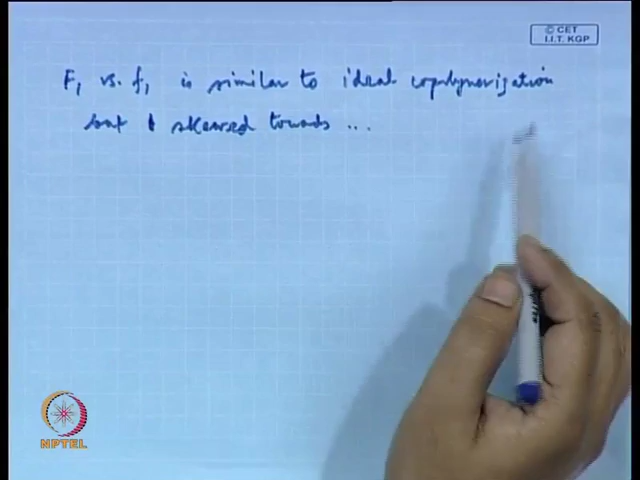 © CET
I.I.T. KGP
F₁ vs. f₁ is similar to ideal copolymerization
but skewed towards ...
NPTEL